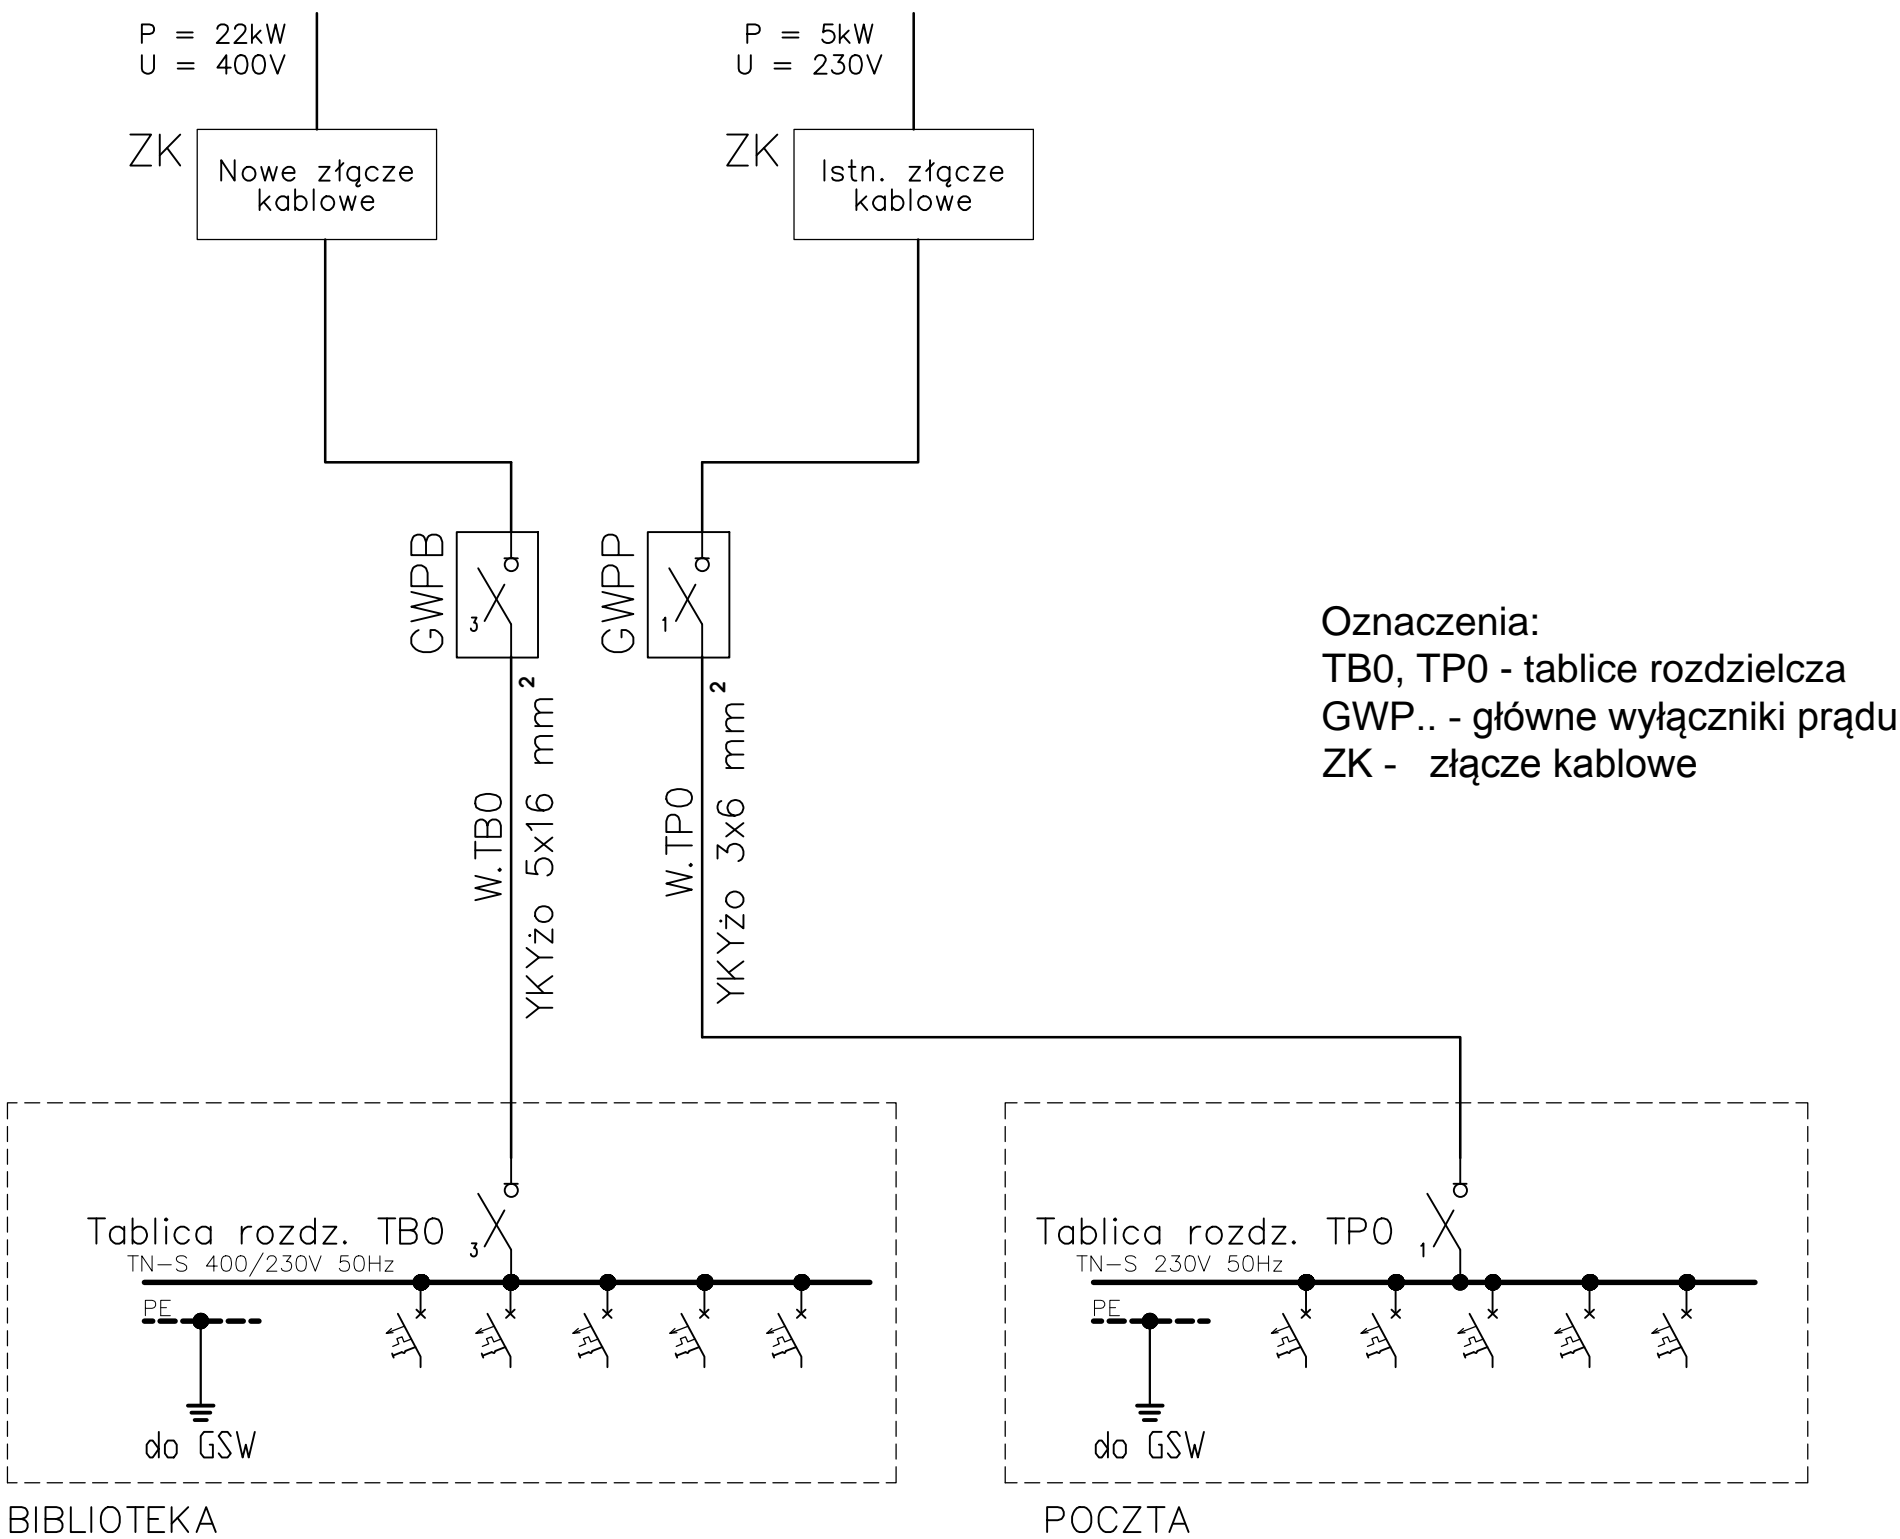 P = 22kW
U = 400V
P = 5kW
U = 230V
ZK
Nowe złącze
kablowe
ZK
Istn. złącze
kablowe
GWPB
3
GWPP
1
Oznaczenia:
TB0, TP0 - tablice rozdzielcza
GWP.. - główne wyłączniki prądu
ZK - złącze kablowe
W.TB0
YKYżo 5x16 mm²
W.TP0
YKYżo 3x6 mm²
Tablica rozdz. TB0
3
TN-S 400/230V 50Hz
PE
do GSW
Tablica rozdz. TP0
1
TN-S 230V 50Hz
PE
do GSW
BIBLIOTEKA
POCZTA